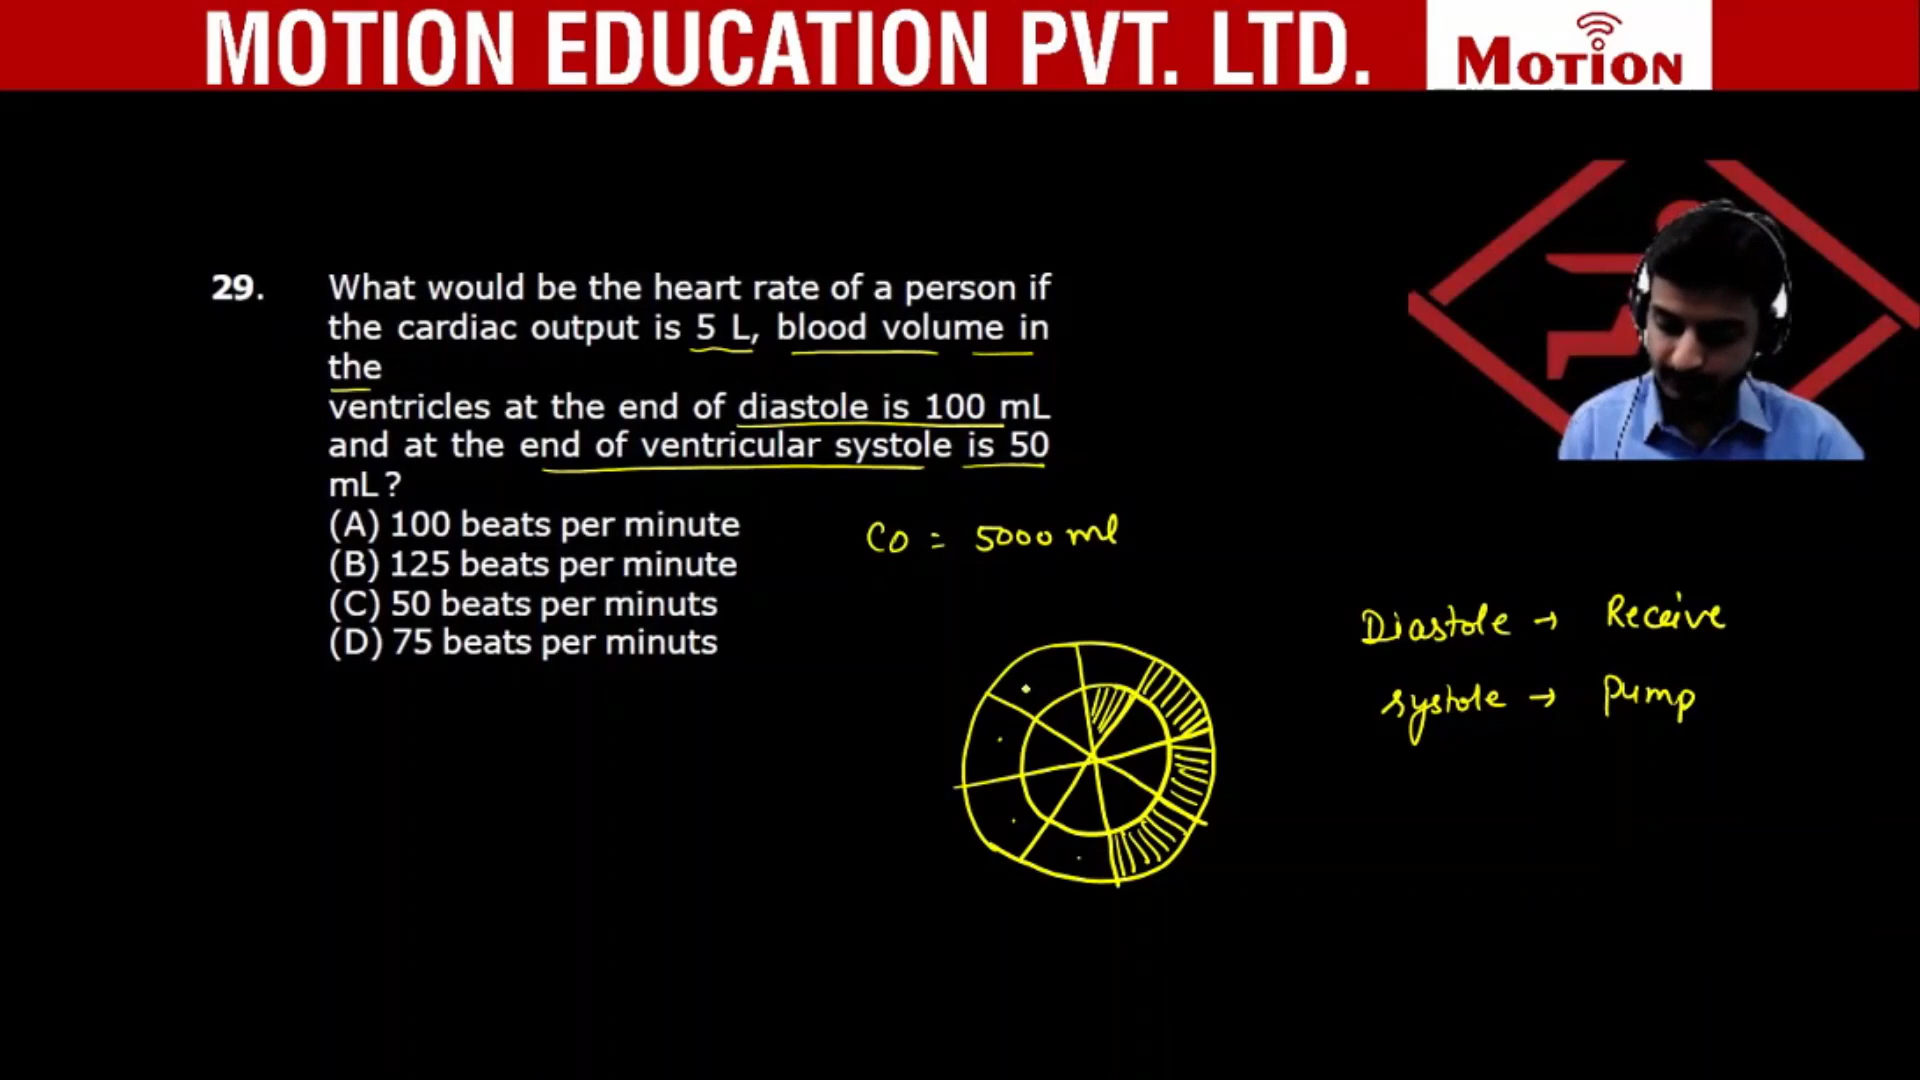 MOTION EDUCATION PVT. LTD.
MOTION
29. What would be the heart rate of a person if
the cardiac output is 5 L, blood volume in
the
ventricles at the end of diastole is 100 mL
and at the end of ventricular systole is 50
mL?
(A) 100 beats per minute
(B) 125 beats per minute
(C) 50 beats per minuts
(D) 75 beats per minuts
CO = 5000 ml
Diastole → Receive
systole → Pump